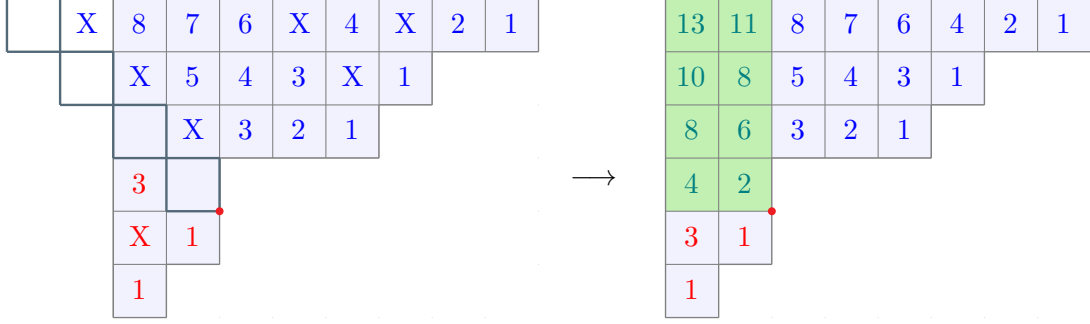 X 8 7 6 X 4 X 2 1 13 11 8 7 6 4 2 1
X 5 4 3 X 1 10 8 5 4 3 1
X 3 2 1 8 6 3 2 1
3 ⟶ 4 2
X 1 3 1
1 1